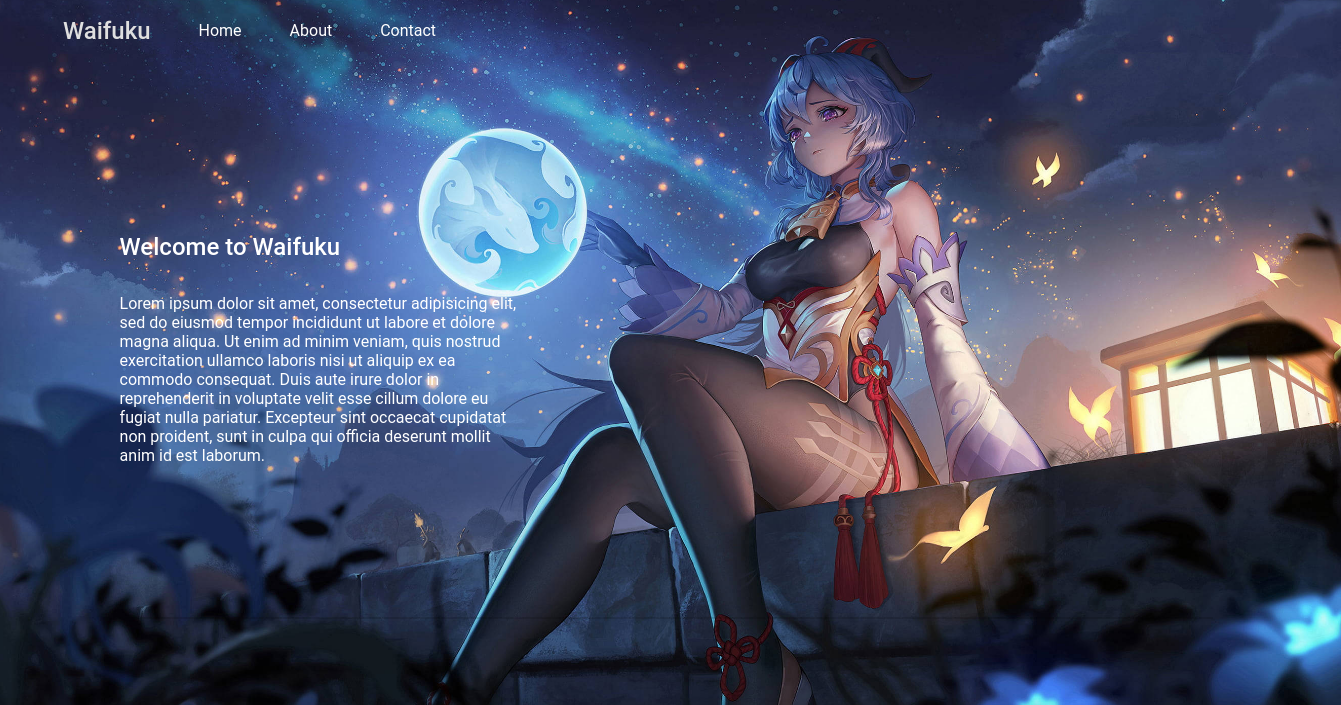 Waifuku Home About Contact
Welcome to Waifuku
Lorem ipsum dolor sit amet, consectetur adipisicing elit,
sed do eiusmod tempor incididunt ut labore et dolore
magna aliqua. Ut enim ad minim veniam, quis nostrud
exercitation ullamco laboris nisi ut aliquip ex ea
commodo consequat. Duis aute irure dolor in
reprehenderit in voluptate velit esse cillum dolore eu
fugiat nulla pariatur. Excepteur sint occaecat cupidatat
non proident, sunt in culpa qui officia deserunt mollit
anim id est laborum.